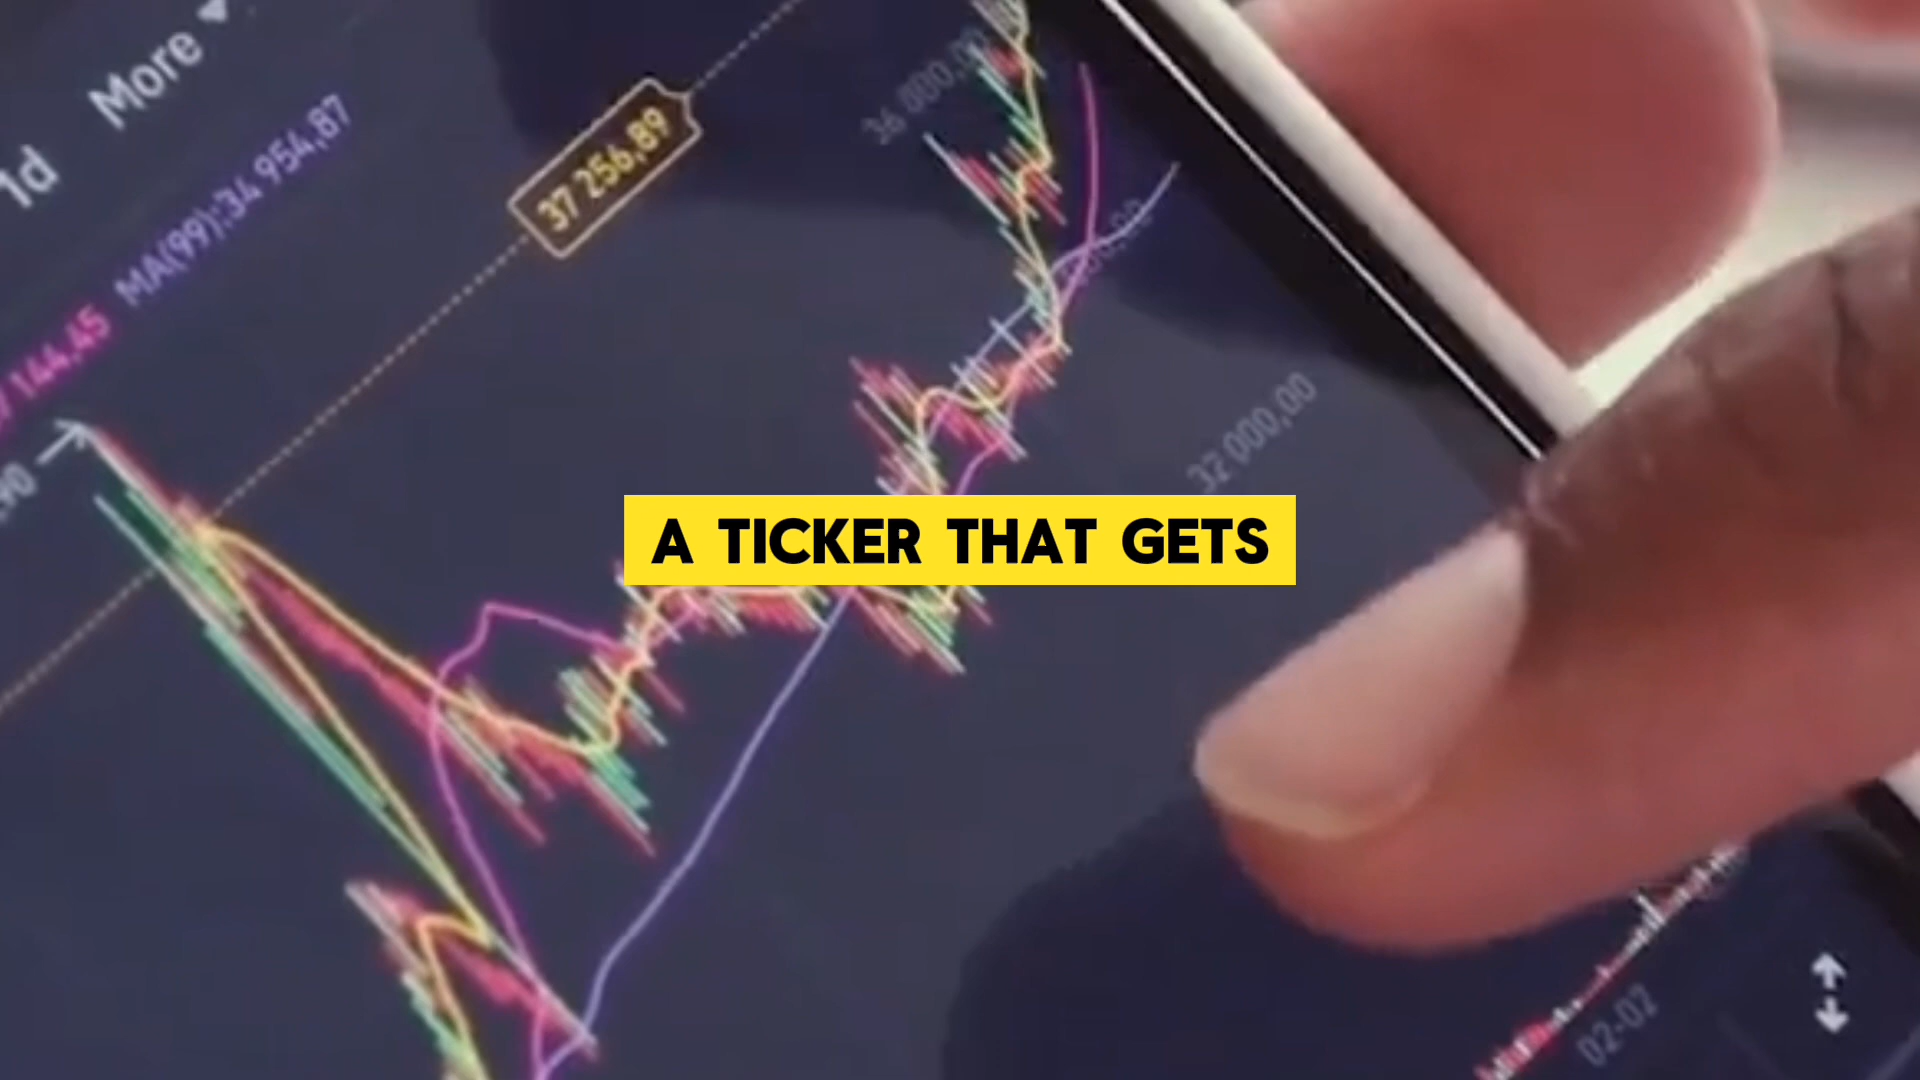 More
1d
MA(99):34 954,87
144,45
,90
37 256,89
36 000,00
32 000,00
A TICKER THAT GETS
02-02